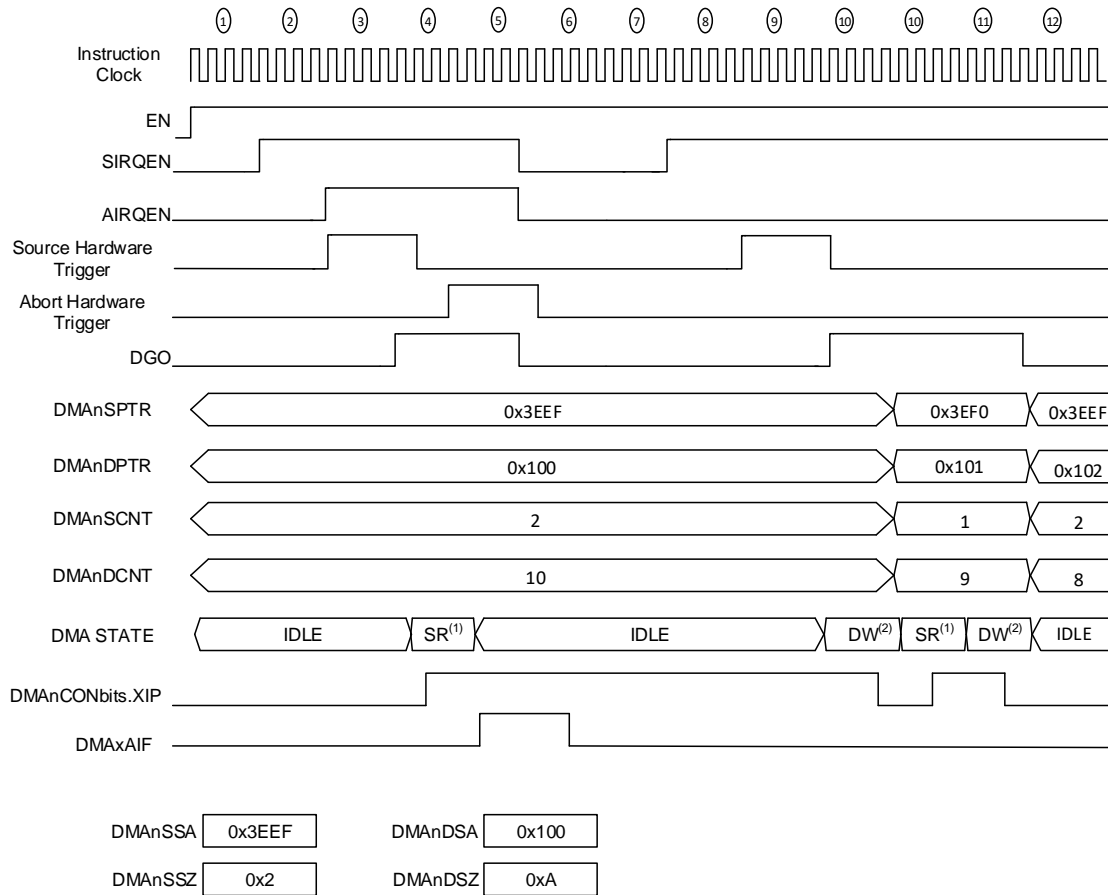 1 2 3 4 5 6 7 8 9 10 10 11 12
Instruction
Clock
EN
SIRQEN
AIRQEN
Source Hardware
Trigger
Abort Hardware
Trigger
DGO
DMAnSPTR 0x3EEF 0x3EF0 0x3EEF
DMAnDPTR 0x100 0x101 0x102
DMAnSCNT 2 1 2
DMAnDCNT 10 9 8
DMA STATE IDLE SR(1) IDLE DW(2) SR(1) DW(2) IDLE
DMAnCONbits.XIP
DMAxAIF
DMAnSSA 0x3EEF DMAnDSA 0x100
DMAnSSZ 0x2 DMAnDSZ 0xA